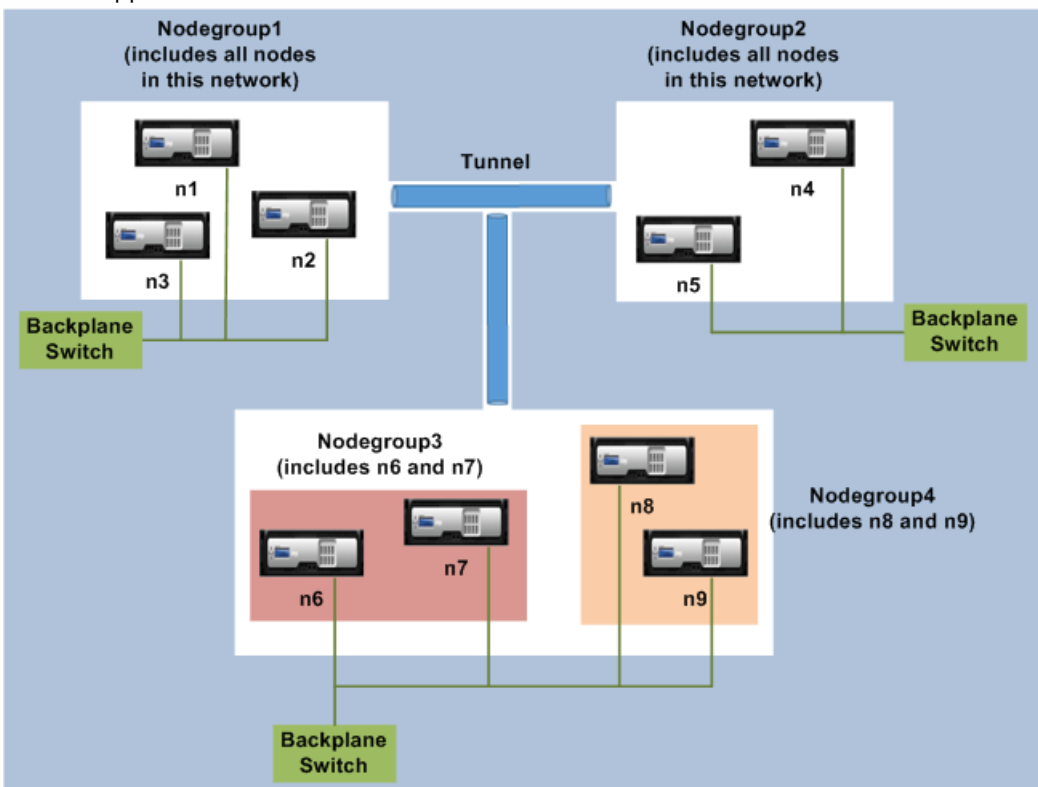 Nodegroup1
(includes all nodes
in this network)
Nodegroup2
(includes all nodes
in this network)
Tunnel
n1
n2
n3
n4
n5
Backplane
Switch
Backplane
Switch
Nodegroup3
(includes n6 and n7)
n6
n7
n8
n9
Nodegroup4
(includes n8 and n9)
Backplane
Switch